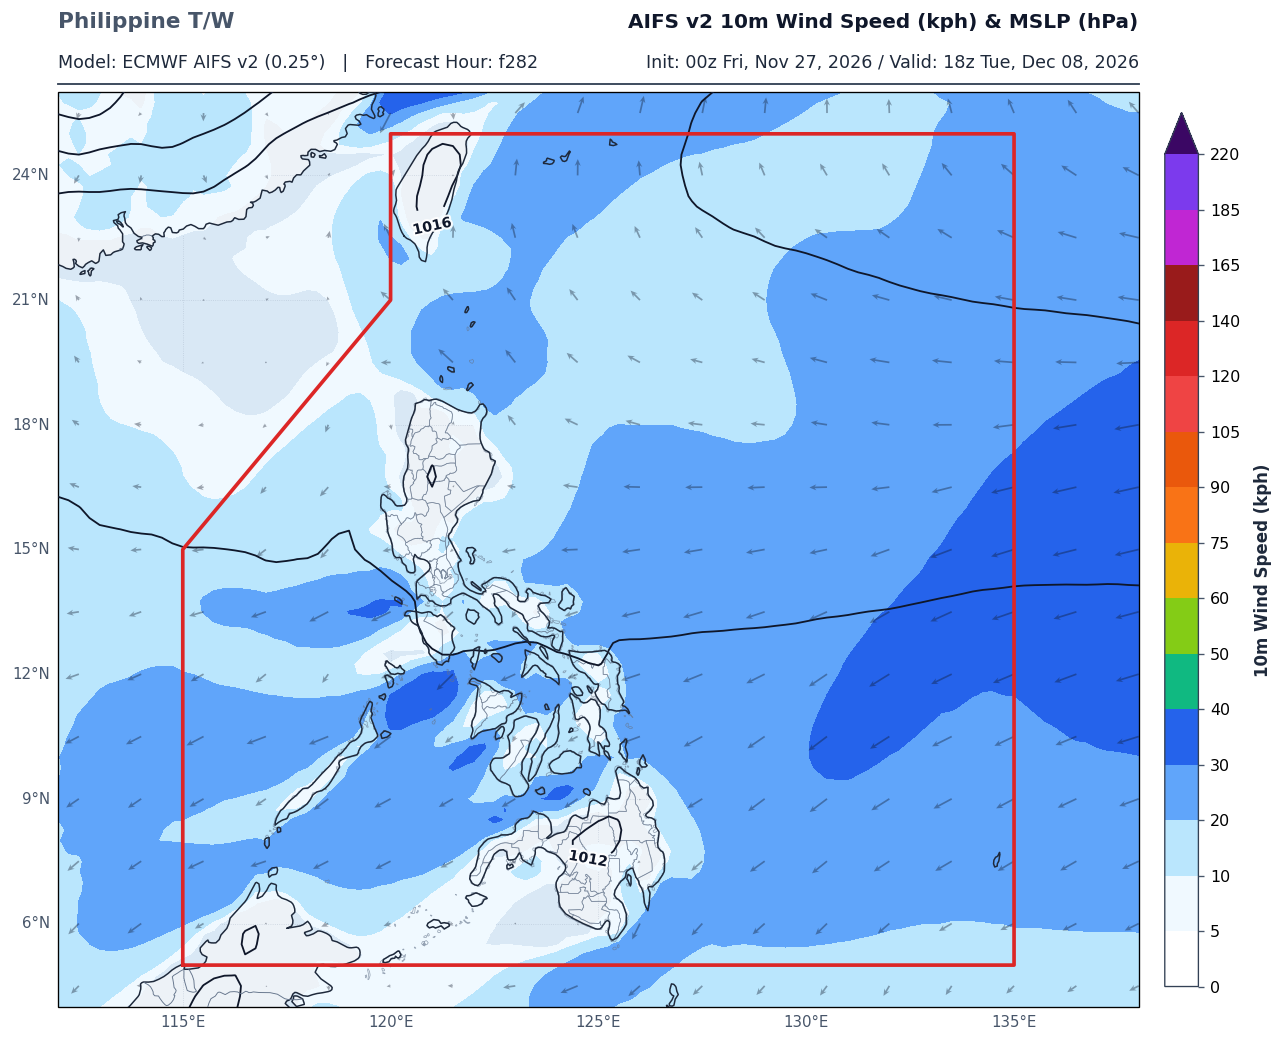 Philippine T/W
AIFS v2 10m Wind Speed (kph) & MSLP (hPa)
Model: ECMWF AIFS v2 (0.25°) | Forecast Hour: f282
Init: 00z Fri, Nov 27, 2026 / Valid: 18z Tue, Dec 08, 2026
24°N
21°N
18°N
15°N
12°N
9°N
6°N
1016
1012
115°E
120°E
125°E
130°E
135°E
220
185
165
140
120
105
90
75
60
50
40
30
20
10
5
0
10m Wind Speed (kph)